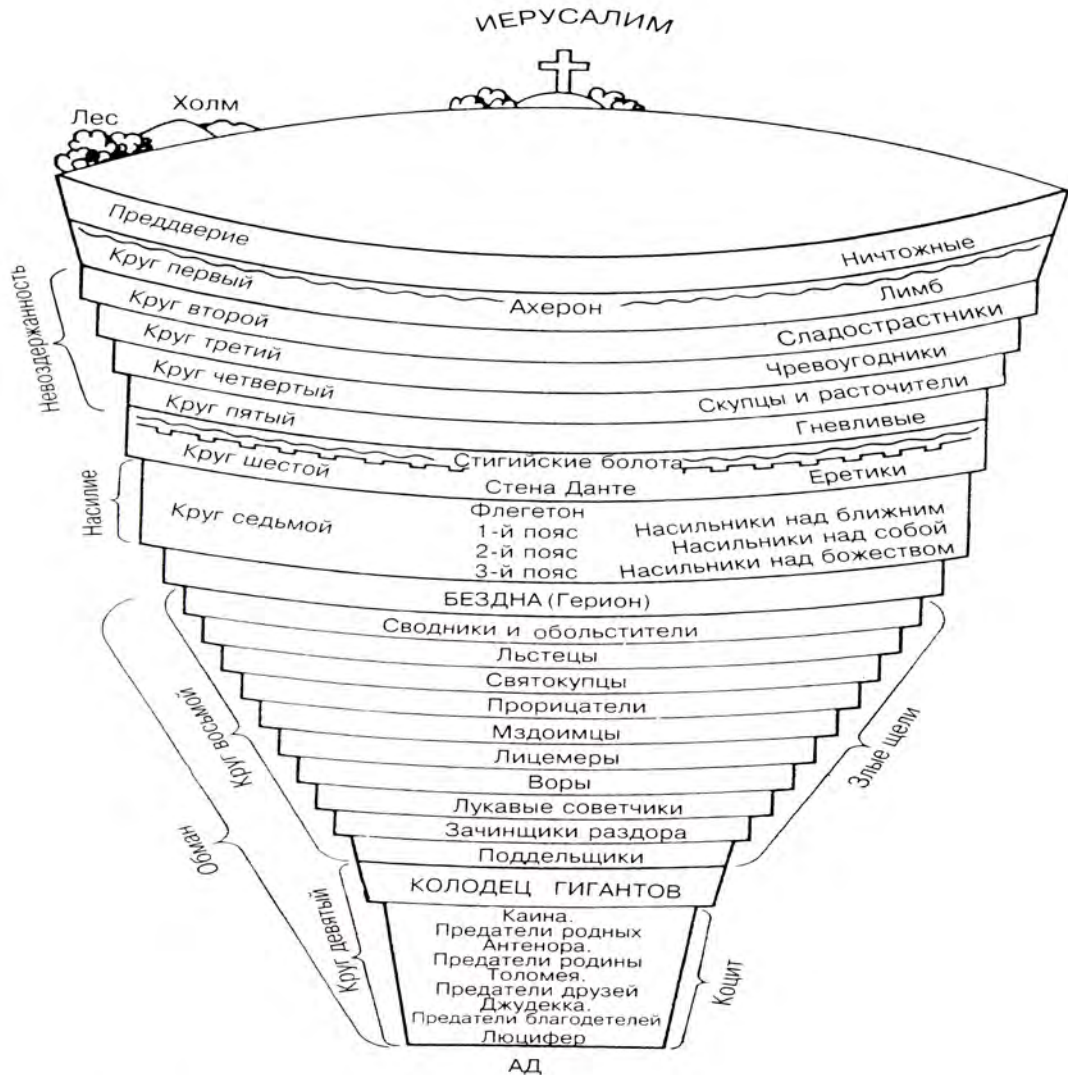 ИЕРУСАЛИМ
Холм
Лес
Преддверие
Ничтожные
Круг первый
Ахерон
Лимб
Невоздержанность
Круг второй
Сладострастники
Круг третий
Чревоугодники
Круг четвертый
Скупцы и расточители
Круг пятый
Гневливые
Стигийские болота
Круг шестой
Стена Данте
Еретики
Насилие
Круг седьмой
Флегетон
1-й пояс Насильники над ближним
2-й пояс Насильники над собой
3-й пояс Насильники над божеством
БЕЗДНА (Герион)
Сводники и обольстители
Льстецы
Святокупцы
Прорицатели
Мздоимцы
Лицемеры
Воры
Лукавые советчики
Зачинщики раздора
Поддельщики
Круг восьмой
Злые щели
Обман
КОЛОДЕЦ ГИГАНТОВ
Круг девятый
Каина.
Предатели родных
Антенора.
Предатели родины
Толомея.
Предатели друзей
Джудекка.
Предатели благодетелей
Люцифер
Коцит
АД